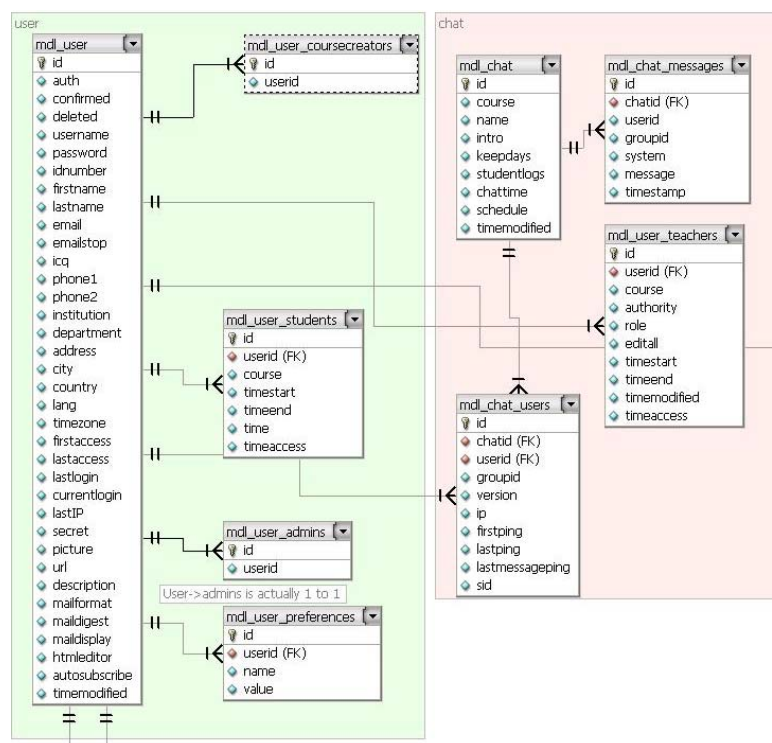 user
mdl_user
id
auth
confirmed
deleted
username
password
idnumber
firstname
lastname
email
emailstop
icq
phone1
phone2
institution
department
address
city
country
lang
timezone
firstaccess
lastaccess
lastlogin
currentlogin
lastIP
secret
picture
url
description
mailformat
maildigest
maildisplay
htmleditor
autosubscribe
timemodified
mdl_user_coursecreators
id
userid
mdl_user_students
id
userid (FK)
course
timestart
timeend
time
timeaccess
mdl_user_admins
id
userid
User->admins is actually 1 to 1
mdl_user_preferences
id
userid (FK)
name
value
chat
mdl_chat
id
course
name
intro
keepdays
studentlogs
chattime
schedule
timemodified
mdl_chat_messages
id
chatid (FK)
userid
groupid
system
message
timestamp
mdl_user_teachers
id
userid (FK)
course
authority
role
editall
timestart
timeend
timemodified
timeaccess
mdl_chat_users
id
chatid (FK)
userid (FK)
groupid
version
ip
firstping
lastping
lastmessageping
sid